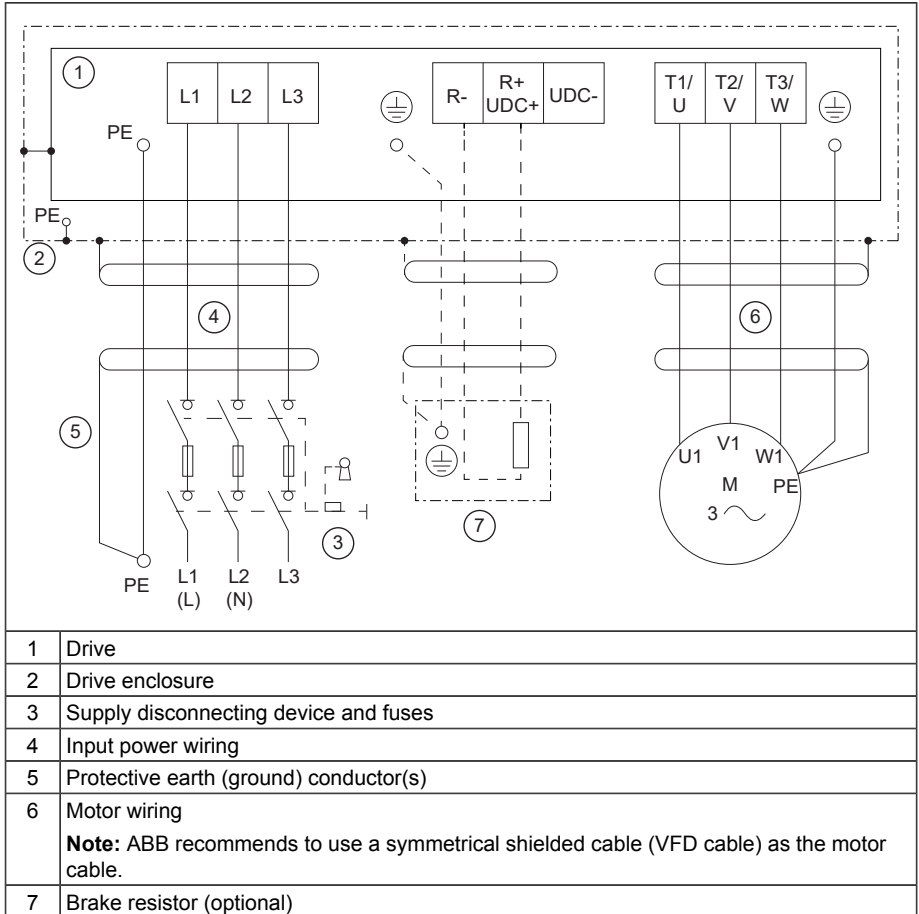 1
L1 L2 L3
R- R+ UDC+ UDC-
T1/ U T2/ V T3/ W
PE
PE
2
4
6
5
U1 V1 W1
M PE
3
7
3
PE
L1 (L) L2 (N) L3
1 Drive
2 Drive enclosure
3 Supply disconnecting device and fuses
4 Input power wiring
5 Protective earth (ground) conductor(s)
6 Motor wiring
Note: ABB recommends to use a symmetrical shielded cable (VFD cable) as the motor
cable.
7 Brake resistor (optional)